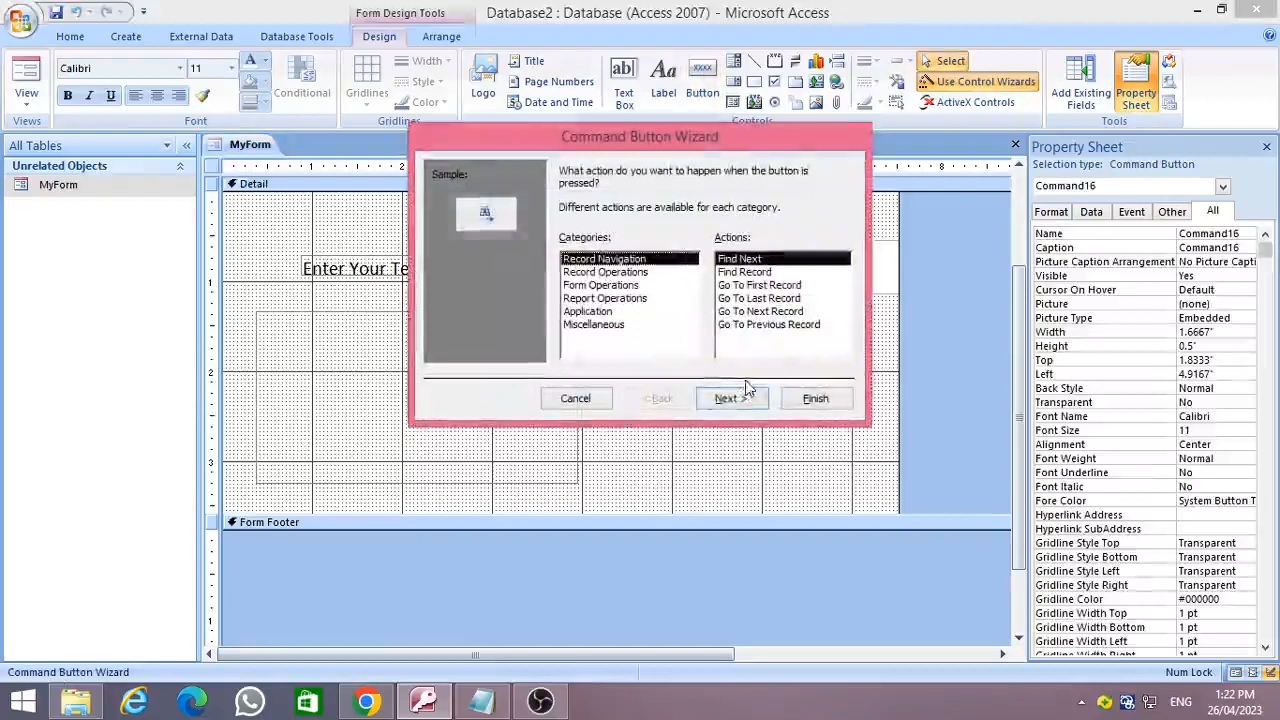 Form Design Tools
Database2 : Database (Access 2007) - Microsoft Access
Home Create External Data Database Tools Design Arrange
View
Views
Calibri 11
B I U
Font
Conditional
Gridlines
Width
Style
Color
Gridlines
Logo
Title
Page Numbers
Date and Time
Text Box
Label
Button
Controls
Select
Use Control Wizards
ActiveX Controls
Add Existing Fields
Property Sheet
Tools
All Tables
Unrelated Objects
MyForm
MyForm
Detail
Enter Your Te
Form Footer
Command Button Wizard
Sample:
What action do you want to happen when the button is
pressed?
Different actions are available for each category.
Categories:
Record Navigation
Record Operations
Form Operations
Report Operations
Application
Miscellaneous
Actions:
Find Next
Find Record
Go To First Record
Go To Last Record
Go To Next Record
Go To Previous Record
Cancel < Back Next > Finish
Property Sheet
Selection type: Command Button
Command16
Format Data Event Other All
Name Command16
Caption Command16
Picture Caption Arrangement No Picture Capti
Visible Yes
Cursor On Hover Default
Picture (none)
Picture Type Embedded
Width 1.6667"
Height 0.5"
Top 1.8333"
Left 4.9167"
Back Style Normal
Transparent No
Font Name Calibri
Font Size 11
Alignment Center
Font Weight Normal
Font Underline No
Font Italic No
Fore Color System Button T
Hyperlink Address
Hyperlink SubAddress
Gridline Style Top Transparent
Gridline Style Bottom Transparent
Gridline Style Left Transparent
Gridline Style Right Transparent
Gridline Color #000000
Gridline Width Top 1 pt
Gridline Width Bottom 1 pt
Gridline Width Left 1 pt
Gridline Width Right 1 pt
Command Button Wizard
Num Lock
ENG
1:22 PM
26/04/2023